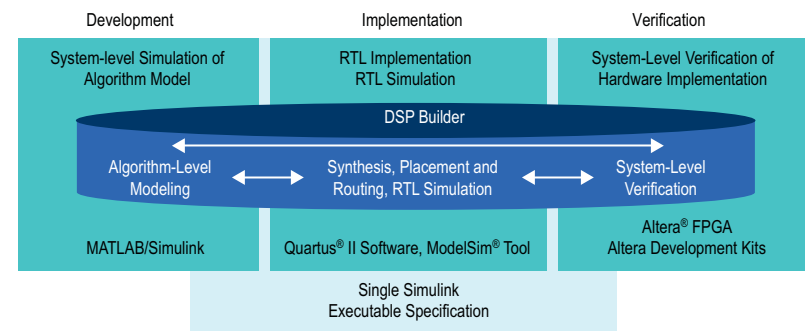 Development
Implementation
Verification
System-level Simulation of
Algorithm Model
RTL Implementation
RTL Simulation
System-Level Verification of
Hardware Implementation
DSP Builder
Algorithm-Level
Modeling
Synthesis, Placement and
Routing, RTL Simulation
System-Level
Verification
MATLAB/Simulink
Quartus® II Software, ModelSim® Tool
Altera® FPGA
Altera Development Kits
Single Simulink
Executable Specification